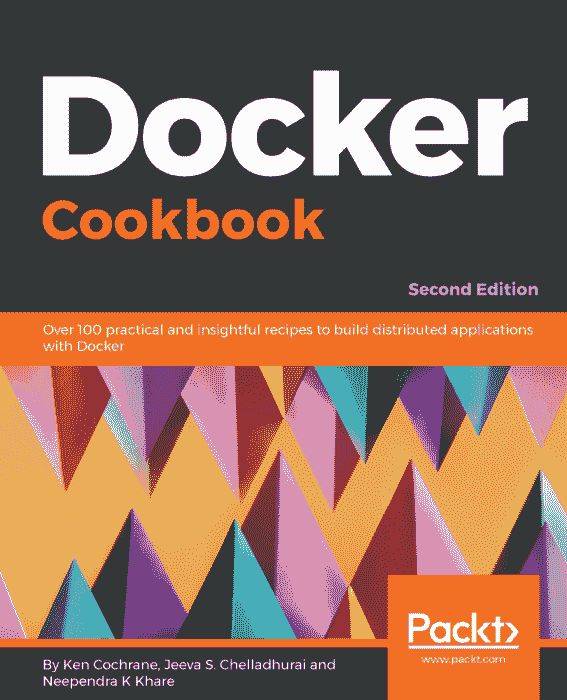 Docker
Cookbook
Second Edition
Over 100 practical and insightful recipes to build distributed applications
with Docker
Packt>
www.packt.com
By Ken Cochrane, Jeeva S. Chelladhurai and
Neependra K Khare